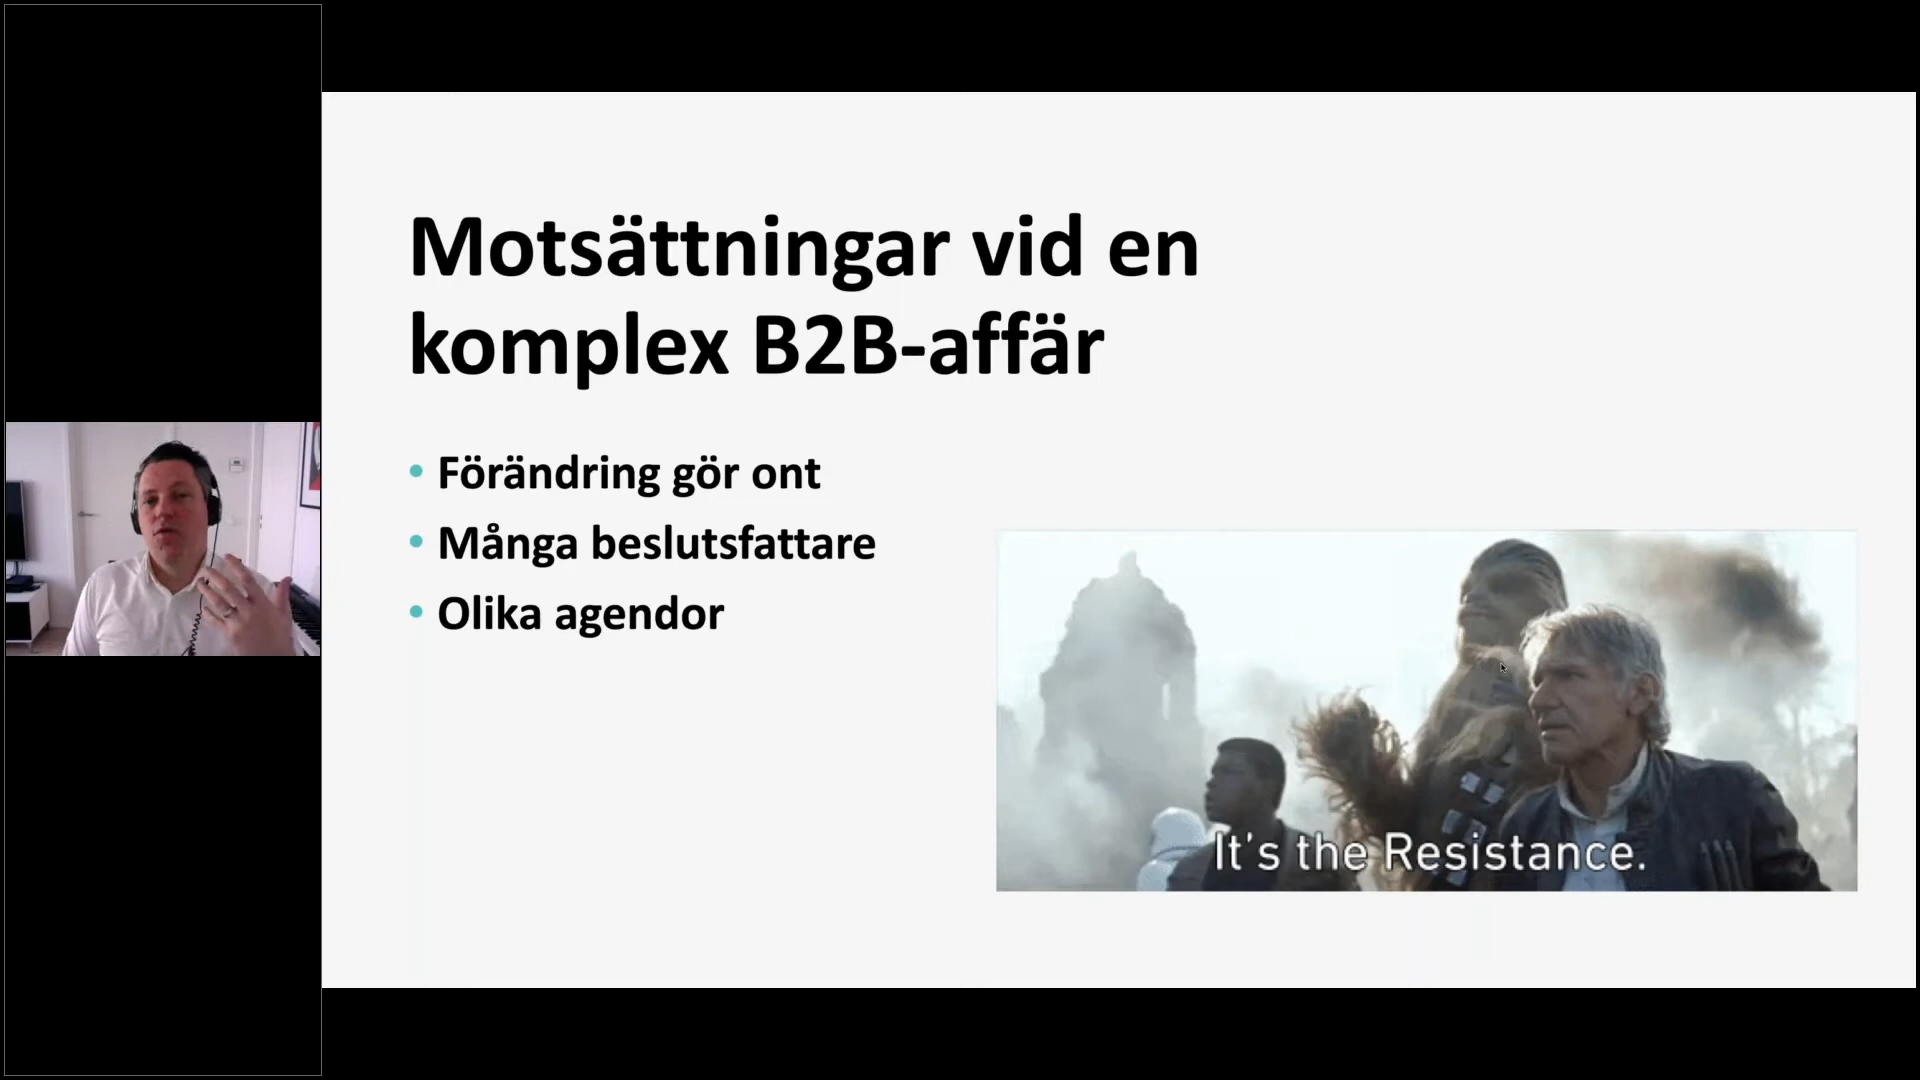 Motsättningar vid en
komplex B2B-affär
• Förändring gör ont
• Många beslutsfattare
• Olika agendor
It's the Resistance.